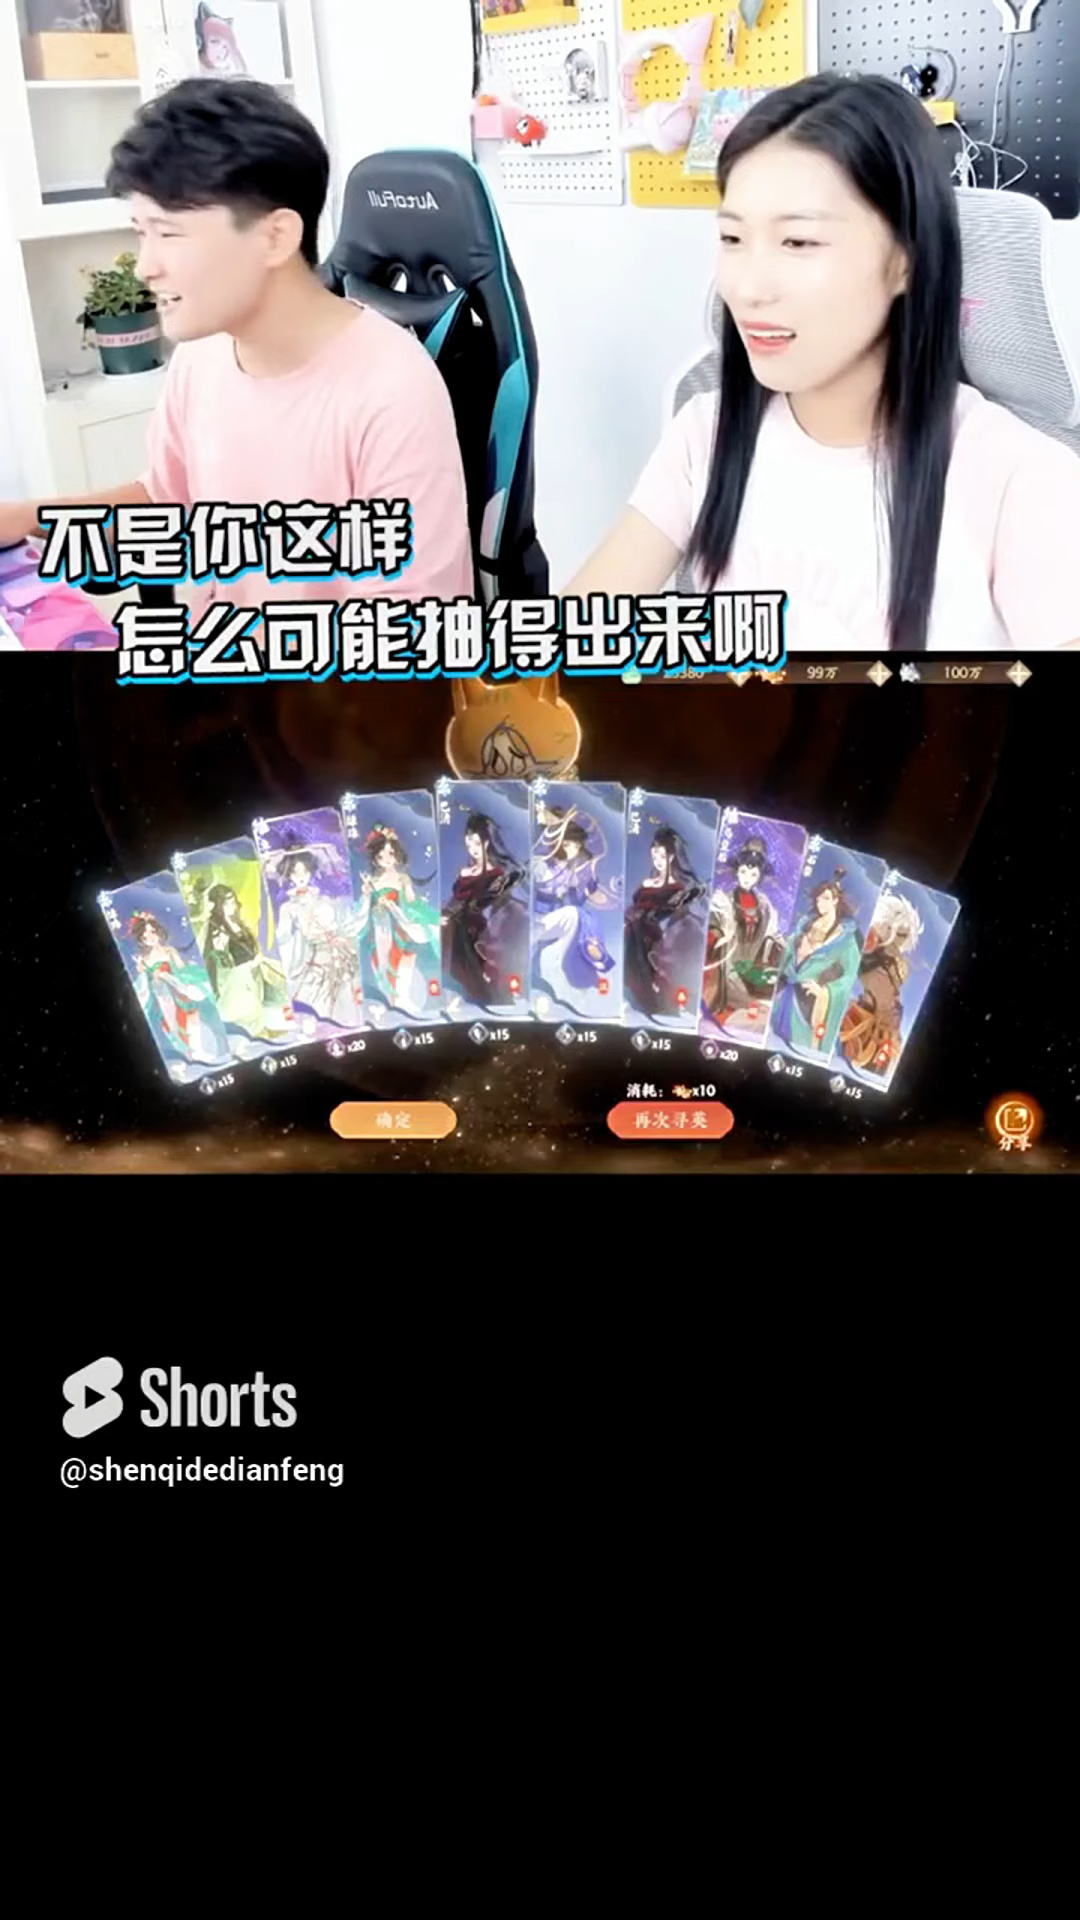 AutoFull
不是你这样
怎么可能抽得出来啊
99万
100万
x15
x15
x20
x15
x15
x15
x15
x20
x15
x15
消耗: x10
确定
再次寻英
分享
Shorts
@shenqidedianfeng